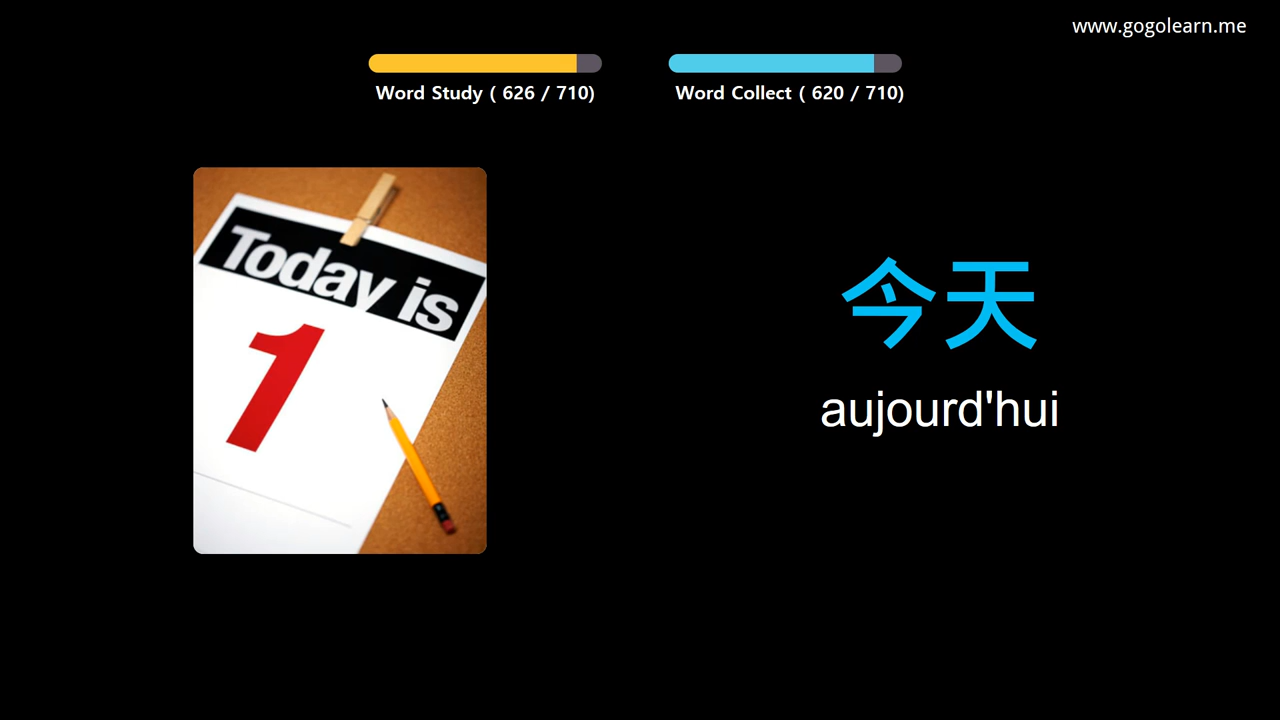 www.gogolearn.me
Word Study ( 626 / 710)
Word Collect ( 620 / 710)
Today is
1
今天
aujourd'hui